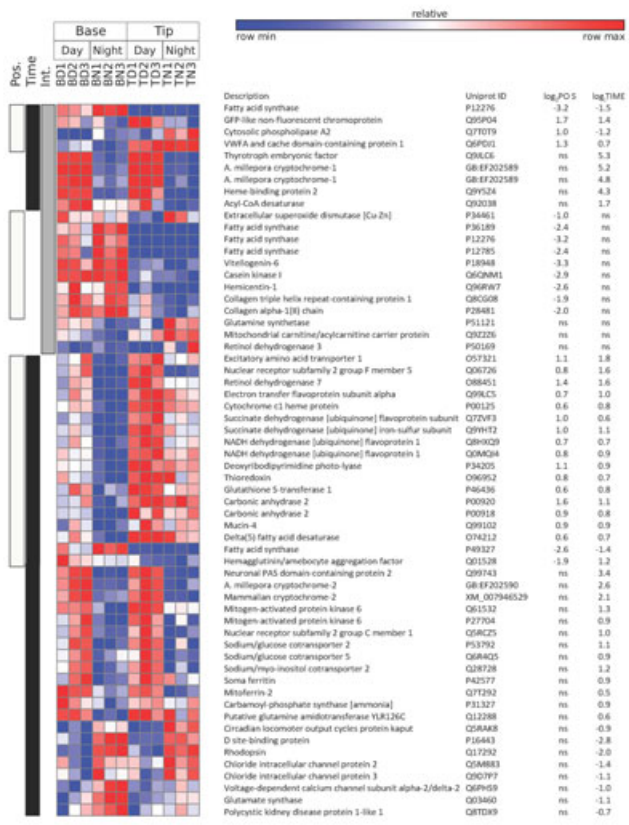 relative
row min row max
Base Tip
Day Night Day Night
Pos. Time Int. BD1 BD2 BD3 BN1 BN2 BN3 TD1 TD2 TD3 TN1 TN2 TN3
Description Uniprot ID log₂POS log₂TIME
Fatty acid synthase P12276 -3.2 -1.5
GFP-like non-fluorescent chromoprotein Q95P04 1.7 1.4
Cytosolic phospholipase A2 Q7T0T9 1.0 -1.2
VWFA and cache domain-containing protein 1 Q6PDJ1 1.3 0.7
Thyrotroph embryonic factor Q9JLC6 ns 5.3
A. millepora cryptochrome-1 GB:EF202589 ns 5.2
A. millepora cryptochrome-1 GB:EF202589 ns 4.8
Heme-binding protein 2 Q9Y5Z4 ns 4.3
Acyl-CoA desaturase Q92038 ns 1.7
Extracellular superoxide dismutase [Cu-Zn] P34461 -1.0 ns
Fatty acid synthase P36189 -2.4 ns
Fatty acid synthase P12276 -3.2 ns
Fatty acid synthase P12785 -2.4 ns
Vitellogenin-6 P18948 -3.3 ns
Casein kinase I Q6QNM1 -2.9 ns
Hemicentin-1 Q96RW7 -2.6 ns
Collagen triple helix repeat-containing protein 1 Q8CG08 -1.9 ns
Collagen alpha-1(II) chain P28481 -2.0 ns
Glutamine synthetase P51121 ns ns
Mitochondrial carnitine/acylcarnitine carrier protein Q9Z2Z6 ns ns
Retinol dehydrogenase 3 P50169 ns ns
Excitatory amino acid transporter 1 O57321 1.1 1.8
Nuclear receptor subfamily 2 group F member 5 Q06726 0.8 1.6
Retinol dehydrogenase 7 O88451 1.4 1.6
Electron transfer flavoprotein subunit alpha Q99LC5 0.7 1.0
Cytochrome c1 heme protein P00125 0.6 0.8
Succinate dehydrogenase [ubiquinone] flavoprotein subunit Q7ZVF3 1.0 0.6
Succinate dehydrogenase [ubiquinone] iron-sulfur subunit Q9YHT2 1.0 1.1
NADH dehydrogenase [ubiquinone] flavoprotein 1 Q8HXQ9 0.7 0.7
NADH dehydrogenase [ubiquinone] flavoprotein 1 Q0MQI4 0.8 0.9
Deoxyribodipyrimidine photo-lyase P34205 1.1 0.9
Thioredoxin O96952 0.8 0.7
Glutathione S-transferase 1 P46436 0.6 0.8
Carbonic anhydrase 2 P00920 1.6 1.1
Carbonic anhydrase 2 P00918 0.9 0.8
Mucin-4 Q99102 0.9 0.9
Delta(5) fatty acid desaturase O74212 0.6 0.7
Fatty acid synthase P49327 -2.6 -1.4
Hemagglutinin/amebocyte aggregation factor Q01528 -1.9 1.2
Neuronal PAS domain-containing protein 2 Q99743 ns 3.4
A. millepora cryptochrome-2 GB:EF202590 ns 2.6
Mammalian cryptochrome-2 XM_007946529 ns 2.1
Mitogen-activated protein kinase 6 Q61532 ns 1.3
Mitogen-activated protein kinase 6 P27704 ns 0.9
Nuclear receptor subfamily 2 group C member 1 Q5RCZ5 ns 1.0
Sodium/glucose cotransporter 2 P53792 ns 1.1
Sodium/glucose cotransporter 5 Q6R4Q5 ns 0.9
Sodium/myo-inositol cotransporter 2 Q28728 ns 1.2
Soma ferritin P42577 ns 0.9
Mitoferrin-2 Q7T292 ns 0.5
Carbamoyl-phosphate synthase [ammonia] P31327 ns 0.9
Putative glutamine amidotransferase YLR126C Q12288 ns 0.6
Circadian locomoter output cycles protein kaput Q5RAK8 ns -0.9
D site-binding protein P16443 ns -2.8
Rhodopsin Q17292 ns -2.0
Chloride intracellular channel protein 2 Q5M883 ns -1.4
Chloride intracellular channel protein 3 Q9D7P7 ns -1.1
Voltage-dependent calcium channel subunit alpha-2/delta-2 Q6PHS9 ns -1.0
Glutamate synthase Q03460 ns -1.1
Polycystic kidney disease protein 1-like 1 Q8TDX9 ns -0.7